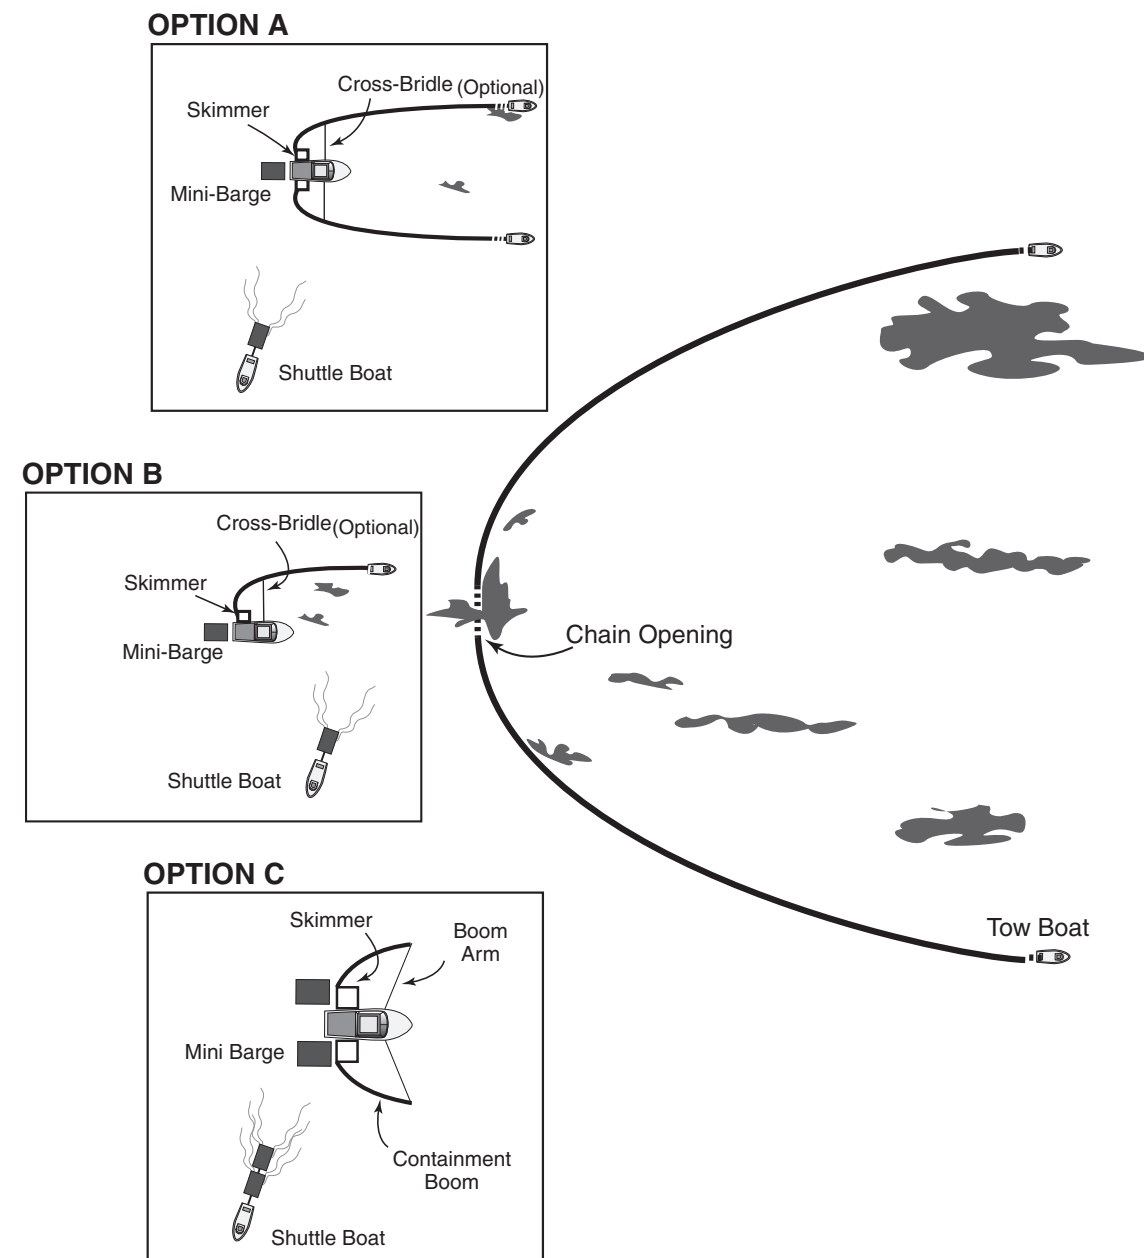 OPTION A
Cross-Bridle (Optional)
Skimmer
Mini-Barge
Shuttle Boat
OPTION B
Cross-Bridle (Optional)
Skimmer
Mini-Barge
Shuttle Boat
Chain Opening
Tow Boat
OPTION C
Skimmer
Boom
Arm
Mini Barge
Containment
Boom
Shuttle Boat